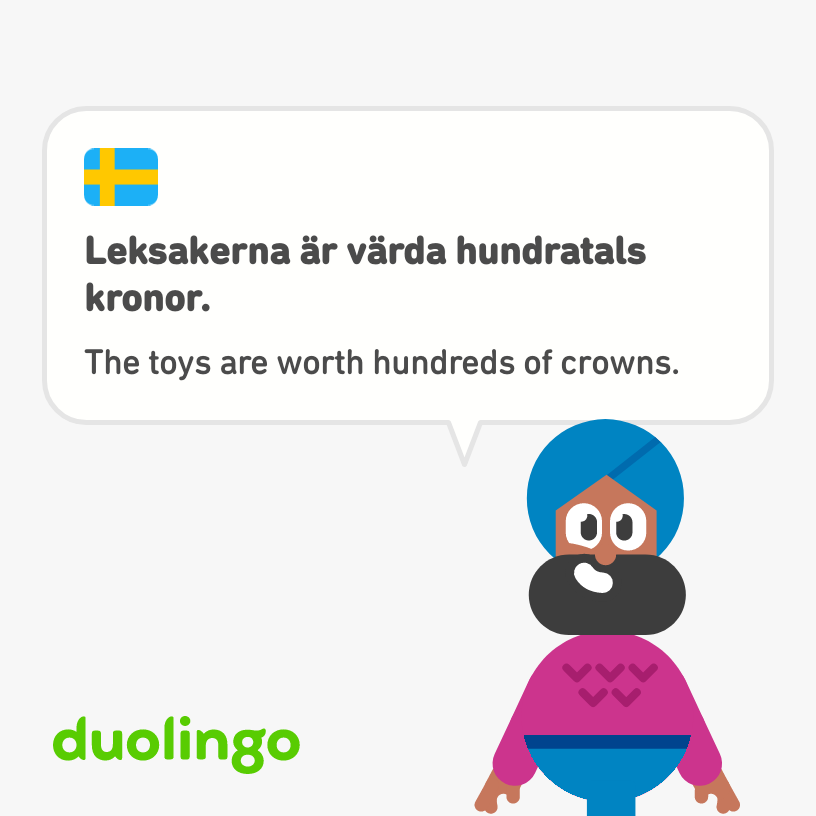 Leksakerna är värda hundratals
kronor.
The toys are worth hundreds of crowns.
duolingo